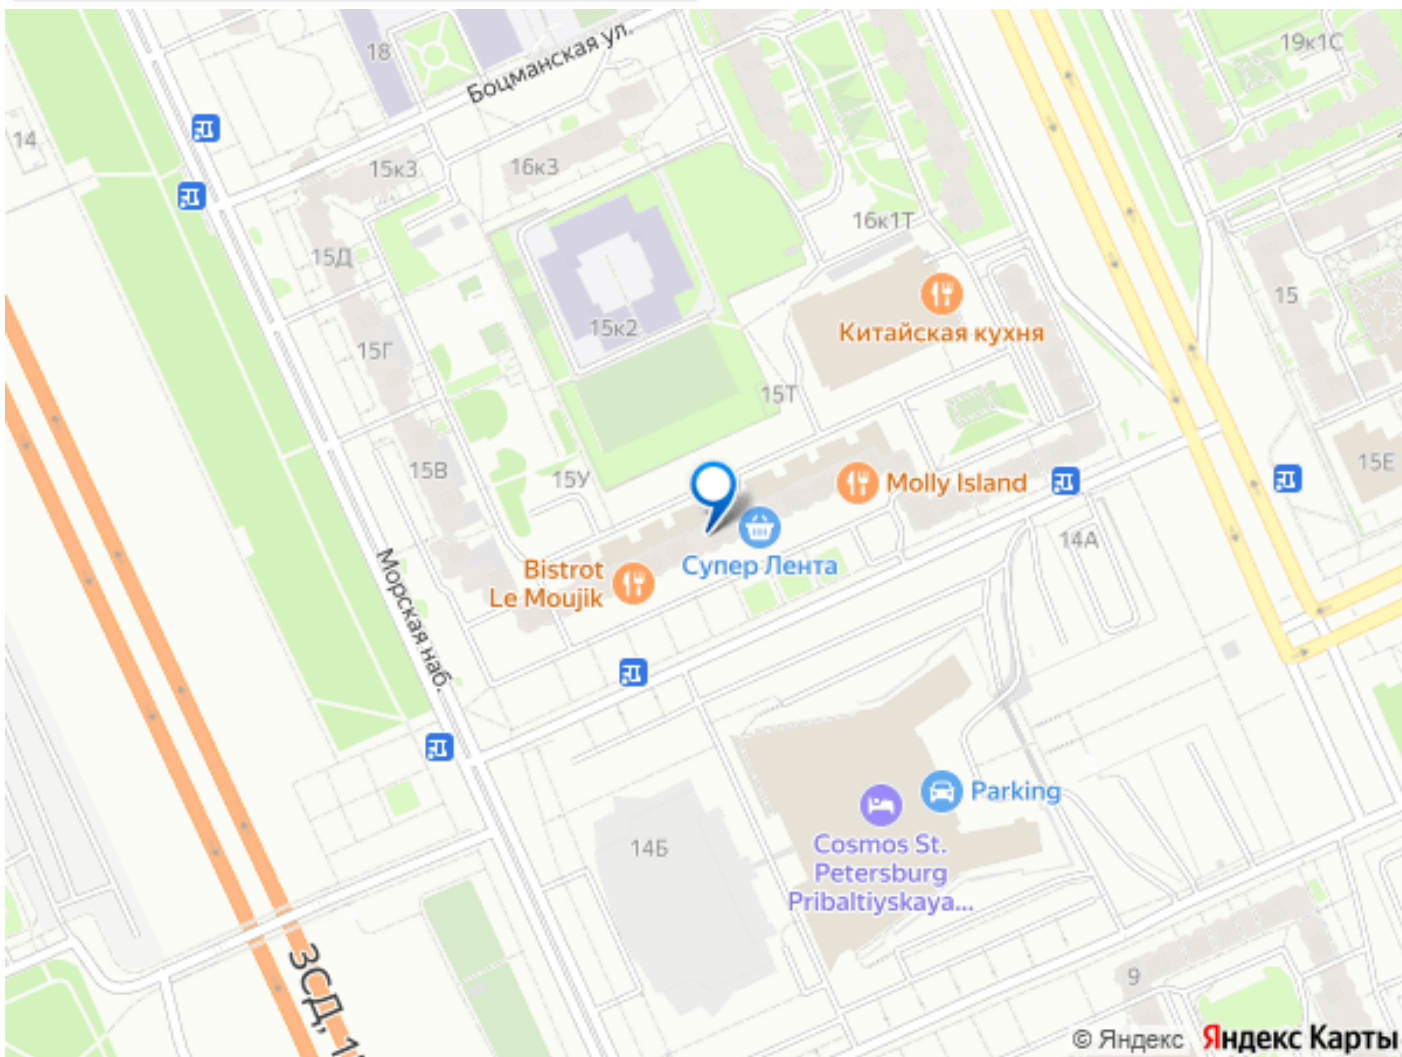 18
Боцманская ул.
19к1С
14
15к3
16к3
16к1Т
15Д
15
15к2
Китайская кухня
15Г
15Т
15В
15У
Molly Island
15Е
14А
Супер Лента
Bistrot
Le Moujik
Морская наб.
Parking
14Б
Cosmos St.
Petersburg
Pribaltiyskaya...
9
ЗСД,
© Яндекс Яндекс Карты